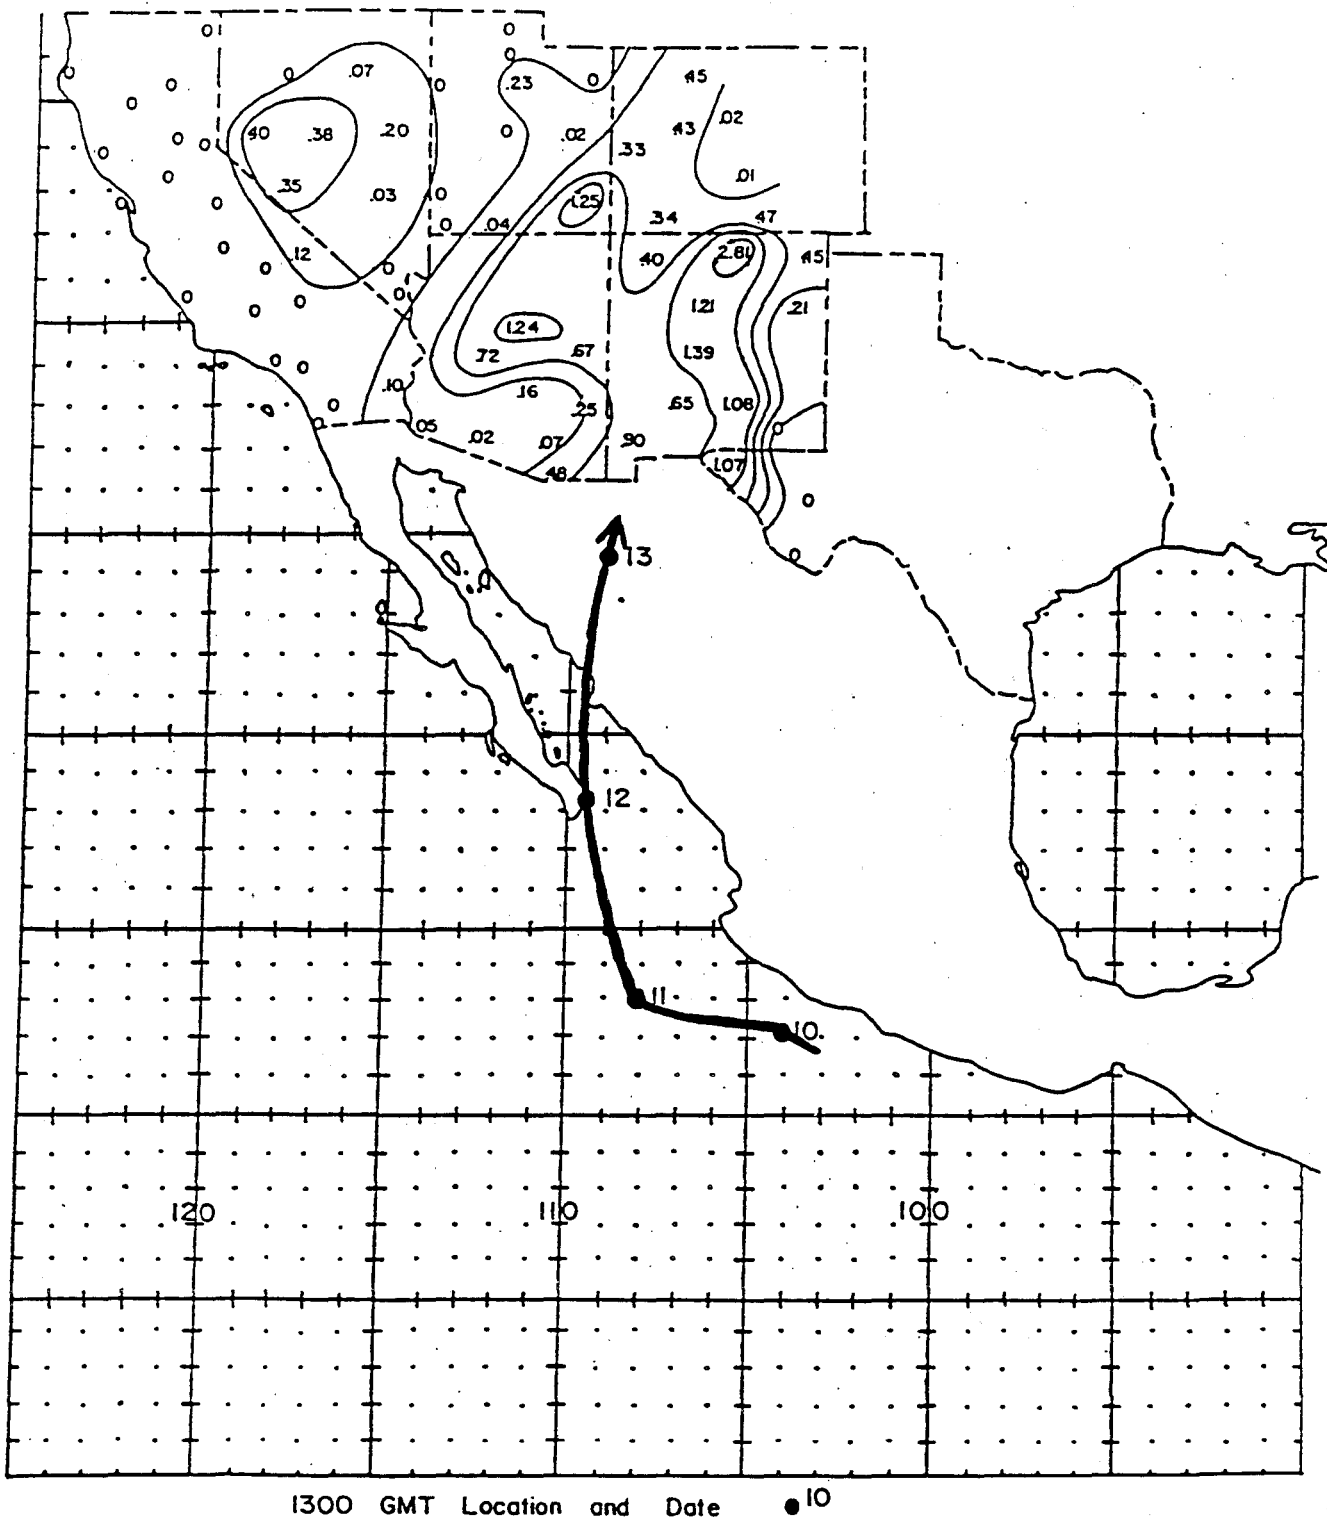 0 0
0 0 .07 0 .23 0 .45
0 0
.40 .38 .20 0 .02 .43 .02
0 0 0 .33
0 .35 .03 0 1.25 .01
0 0 0 .04 .34 .47
0 .12 0 0 .40 2.81 .45
0 0 0 0 1.21 .21
1.24
0 0 .72 .67 1.39
0 .10 .16 .25 .65 1.08
0 .05 .02 .07 .90 0
.48 1.07
0
13 0
12
11
10
120 110 100
1300 GMT Location and Date ●10